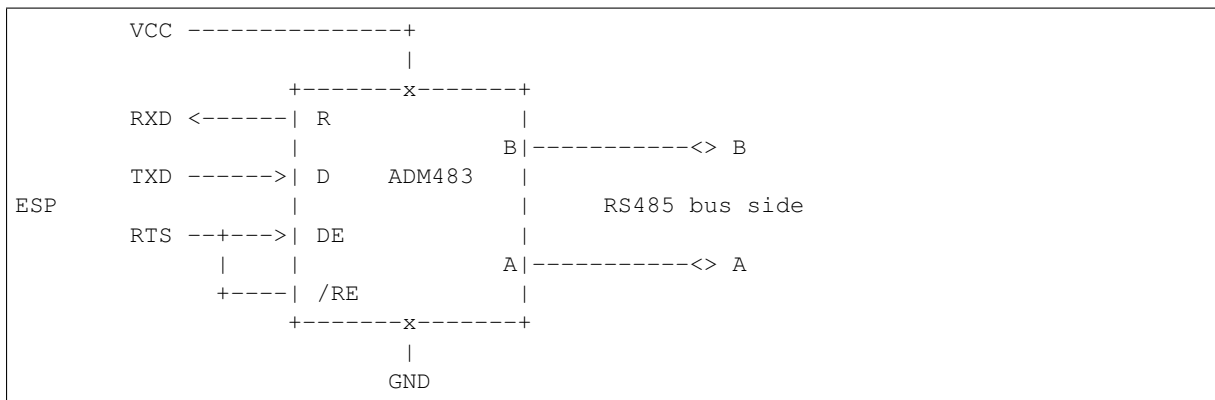 VCC ---------------+
|
+-------x-------+
RXD <------| R |
| B|-----------<> B
TXD ------>| D ADM483 |
ESP | | RS485 bus side
RTS --+--->| DE |
| | A|-----------<> A
+----| /RE |
+-------x-------+
|
GND